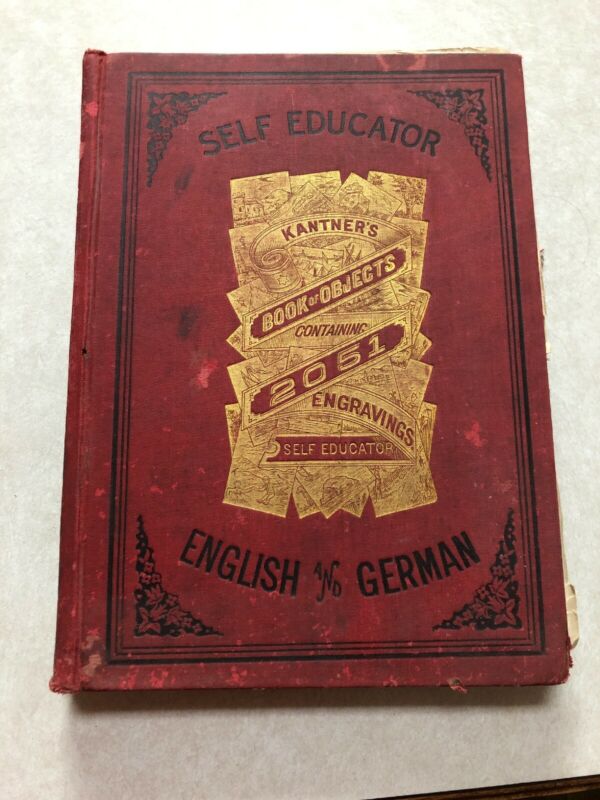 SELF EDUCATOR
KANTNER'S
BOOK OF OBJECTS
CONTAINING
2051
ENGRAVINGS
SELF EDUCATOR
ENGLISH AND GERMAN